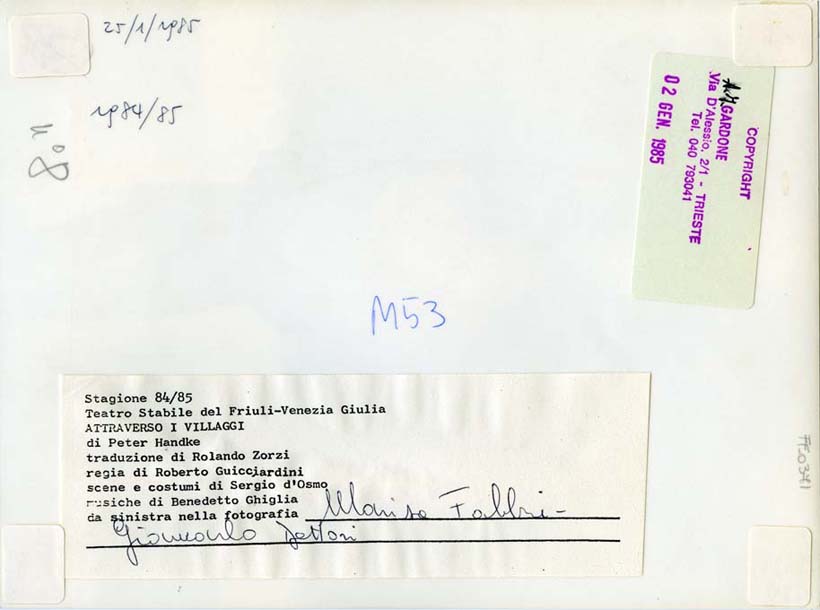 25/1/1985
1984/85
n°8
COPYRIGHT
GARDONE
Via D'Alessio, 2/1 - TRIESTE
Tel. 040 793041
02 GEN. 1985
M53
Stagione 84/85
Teatro Stabile del Friuli-Venezia Giulia
ATTRAVERSO I VILLAGGI
di Peter Handke
traduzione di Rolando Zorzi
regia di Roberto Guicciardini
scene e costumi di Sergio d'Osmo
musiche di Benedetto Ghiglia
da sinistra nella fotografia Marisa Fabbri -
Giancarlo Dettori